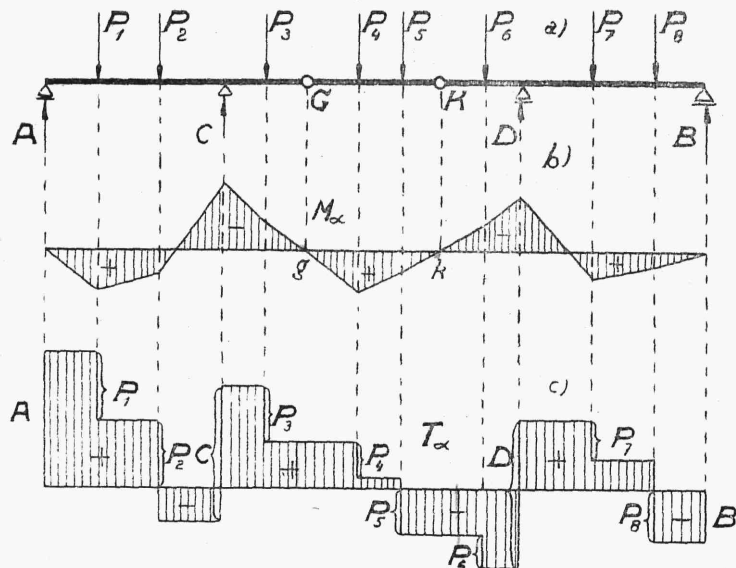 P₁ P₂ P₃ P₄ P₅ P₆ a) P₇ P₈
G K
A C D B
b)
Mα
− −
g k
+ + +
c)
A P₁ P₂ C P₃ Tα P₄ D P₇
+ + +
P₅ − P₈ − B
−
P₆